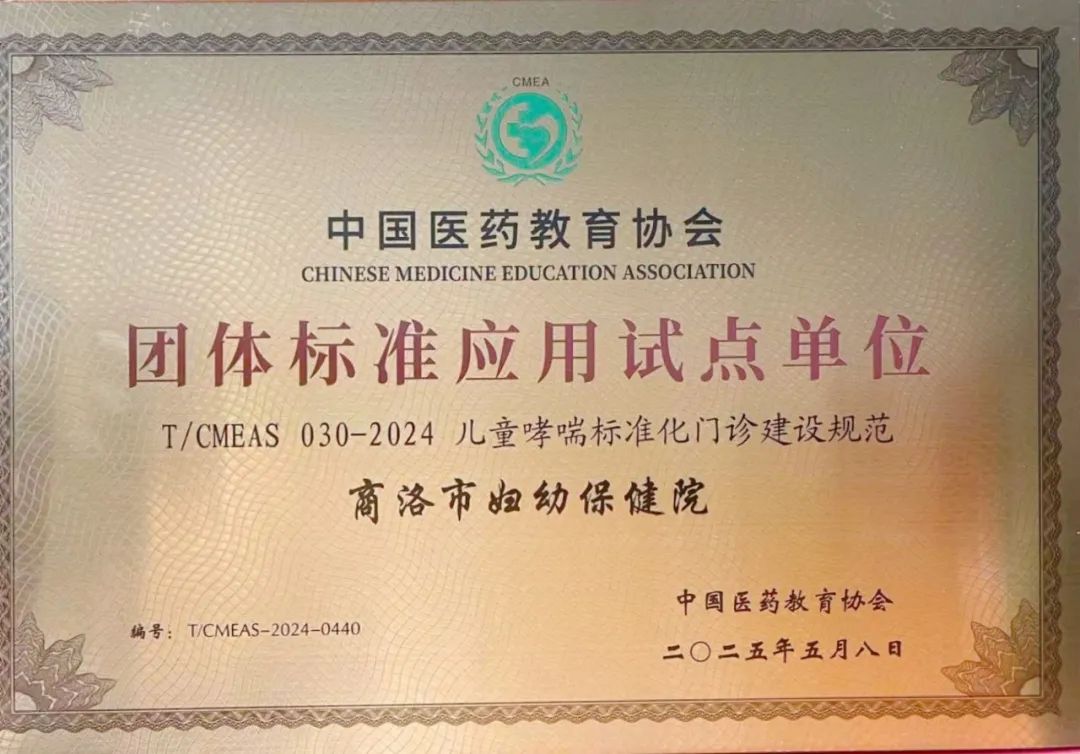 CMEA
中国医药教育协会
CHINESE MEDICINE EDUCATION ASSOCIATION
团体标准应用试点单位
T/CMEAS 030-2024 儿童哮喘标准化门诊建设规范
商洛市妇幼保健院
中国医药教育协会
编号：T/CMEAS-2024-0440
二〇二五年五月八日